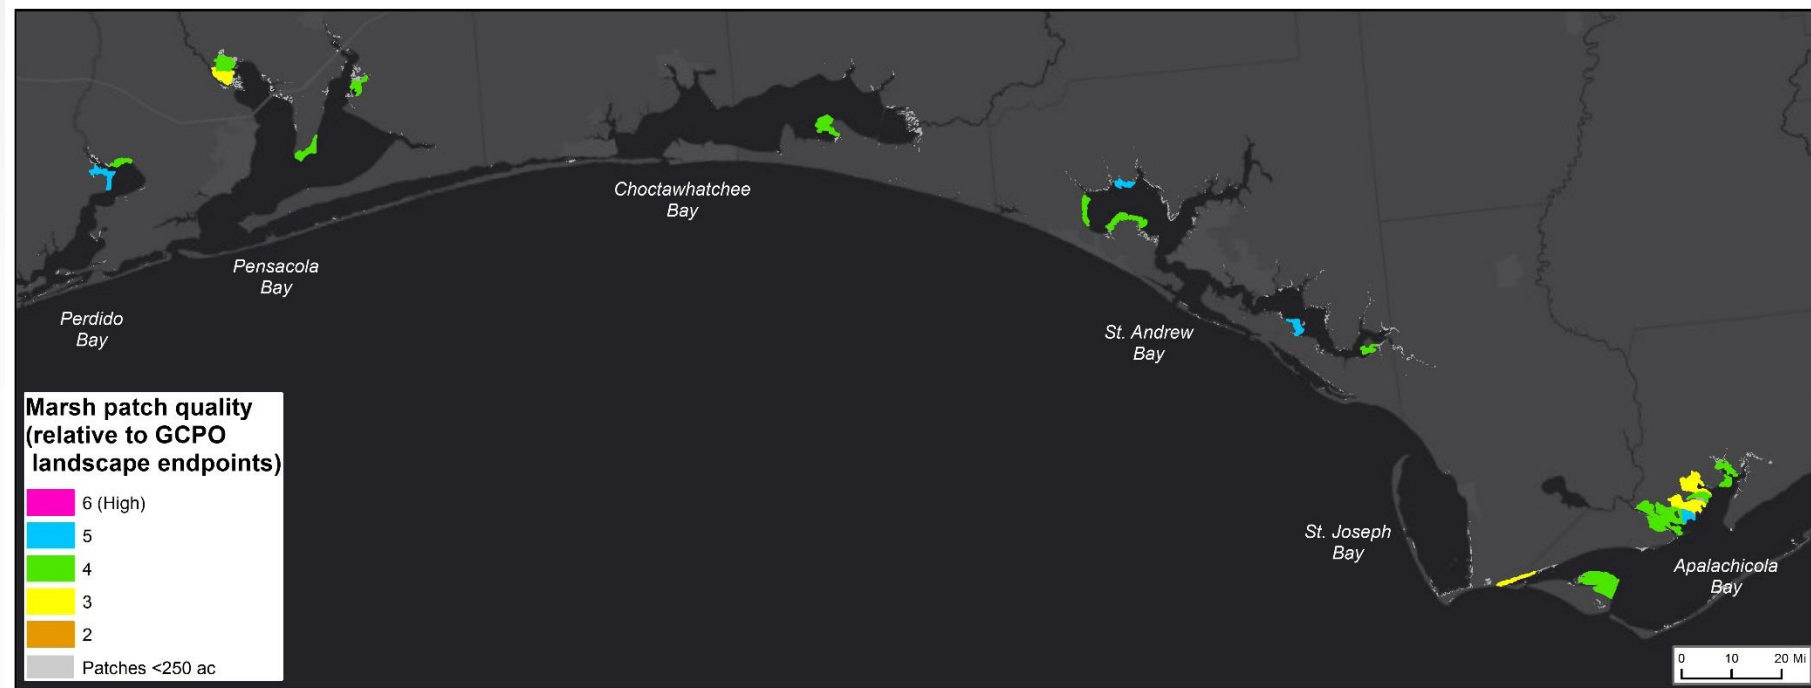 Choctawhatchee
Bay
Pensacola
Bay
Perdido
Bay
St. Andrew
Bay
St. Joseph
Bay
Apalachicola
Bay
Marsh patch quality
(relative to GCPO
landscape endpoints)
6 (High)
5
4
3
2
Patches <250 ac
0 10 20 Mi